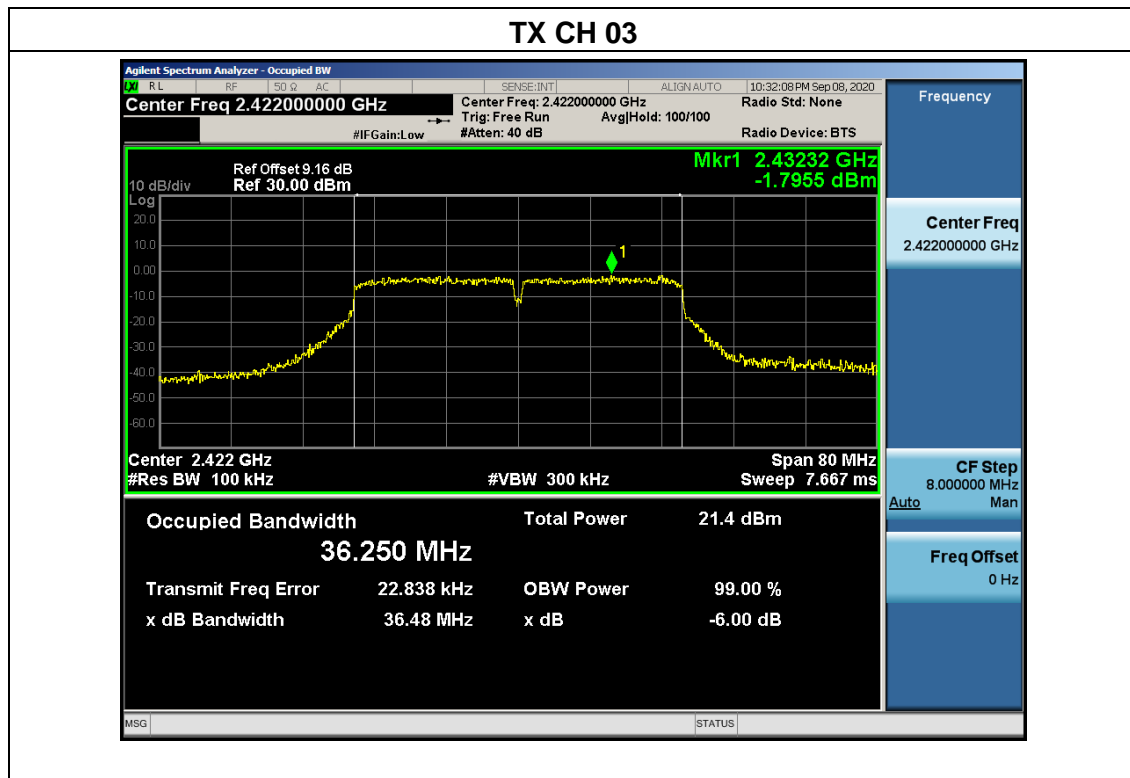 TX CH 03
Agilent Spectrum Analyzer - Occupied BW
LXI RL RF 50 Ω AC SENSE:INT ALIGN AUTO 10:32:08 PM Sep 08, 2020
Center Freq 2.422000000 GHz
Center Freq: 2.422000000 GHz
Radio Std: None
Trig: Free Run Avg|Hold: 100/100
#IFGain:Low
#Atten: 40 dB
Radio Device: BTS
Frequency
Mkr1 2.43232 GHz
-1.7955 dBm
Ref Offset 9.16 dB
10 dB/div Ref 30.00 dBm
Log
20.0
10.0
0.00
-10.0
-20.0
-30.0
-40.0
-50.0
-60.0
1
Center 2.422 GHz
Span 80 MHz
#Res BW 100 kHz
#VBW 300 kHz
Sweep 7.667 ms
Center Freq
2.422000000 GHz
CF Step
8.000000 MHz
Auto Man
Freq Offset
0 Hz
Occupied Bandwidth
36.250 MHz
Total Power 21.4 dBm
Transmit Freq Error 22.838 kHz
OBW Power 99.00 %
x dB Bandwidth 36.48 MHz
x dB -6.00 dB
MSG
STATUS